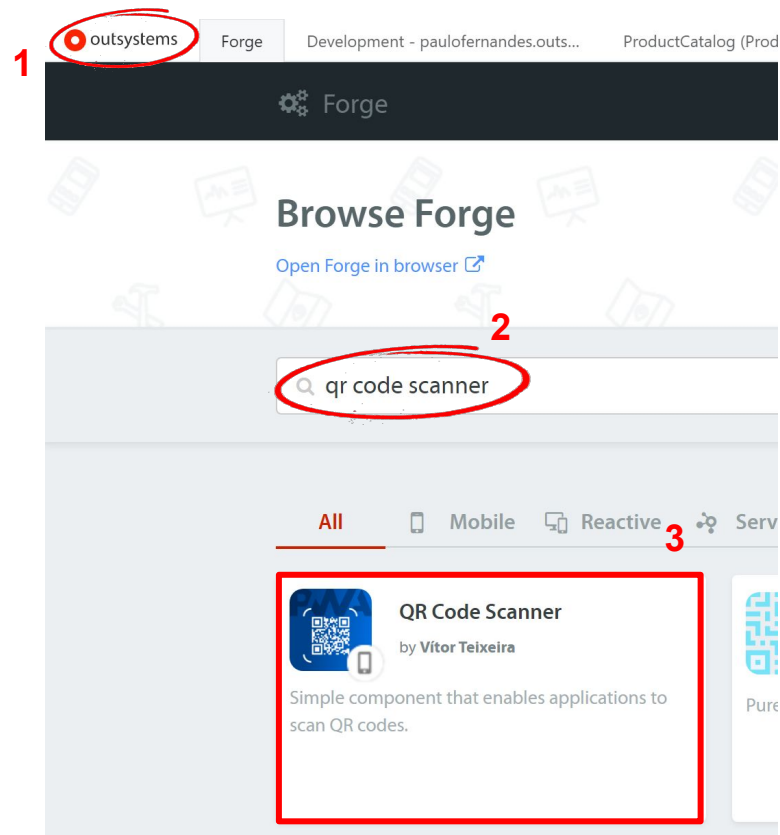 outsystems
Forge
Development - paulofernandes.outs...
ProductCatalog (Prod
1
Forge
Browse Forge
Open Forge in browser
2
qr code scanner
All
Mobile
Reactive
Serv
3
PWA
QR Code Scanner
by Vítor Teixeira
Simple component that enables applications to
scan QR codes.
Pure